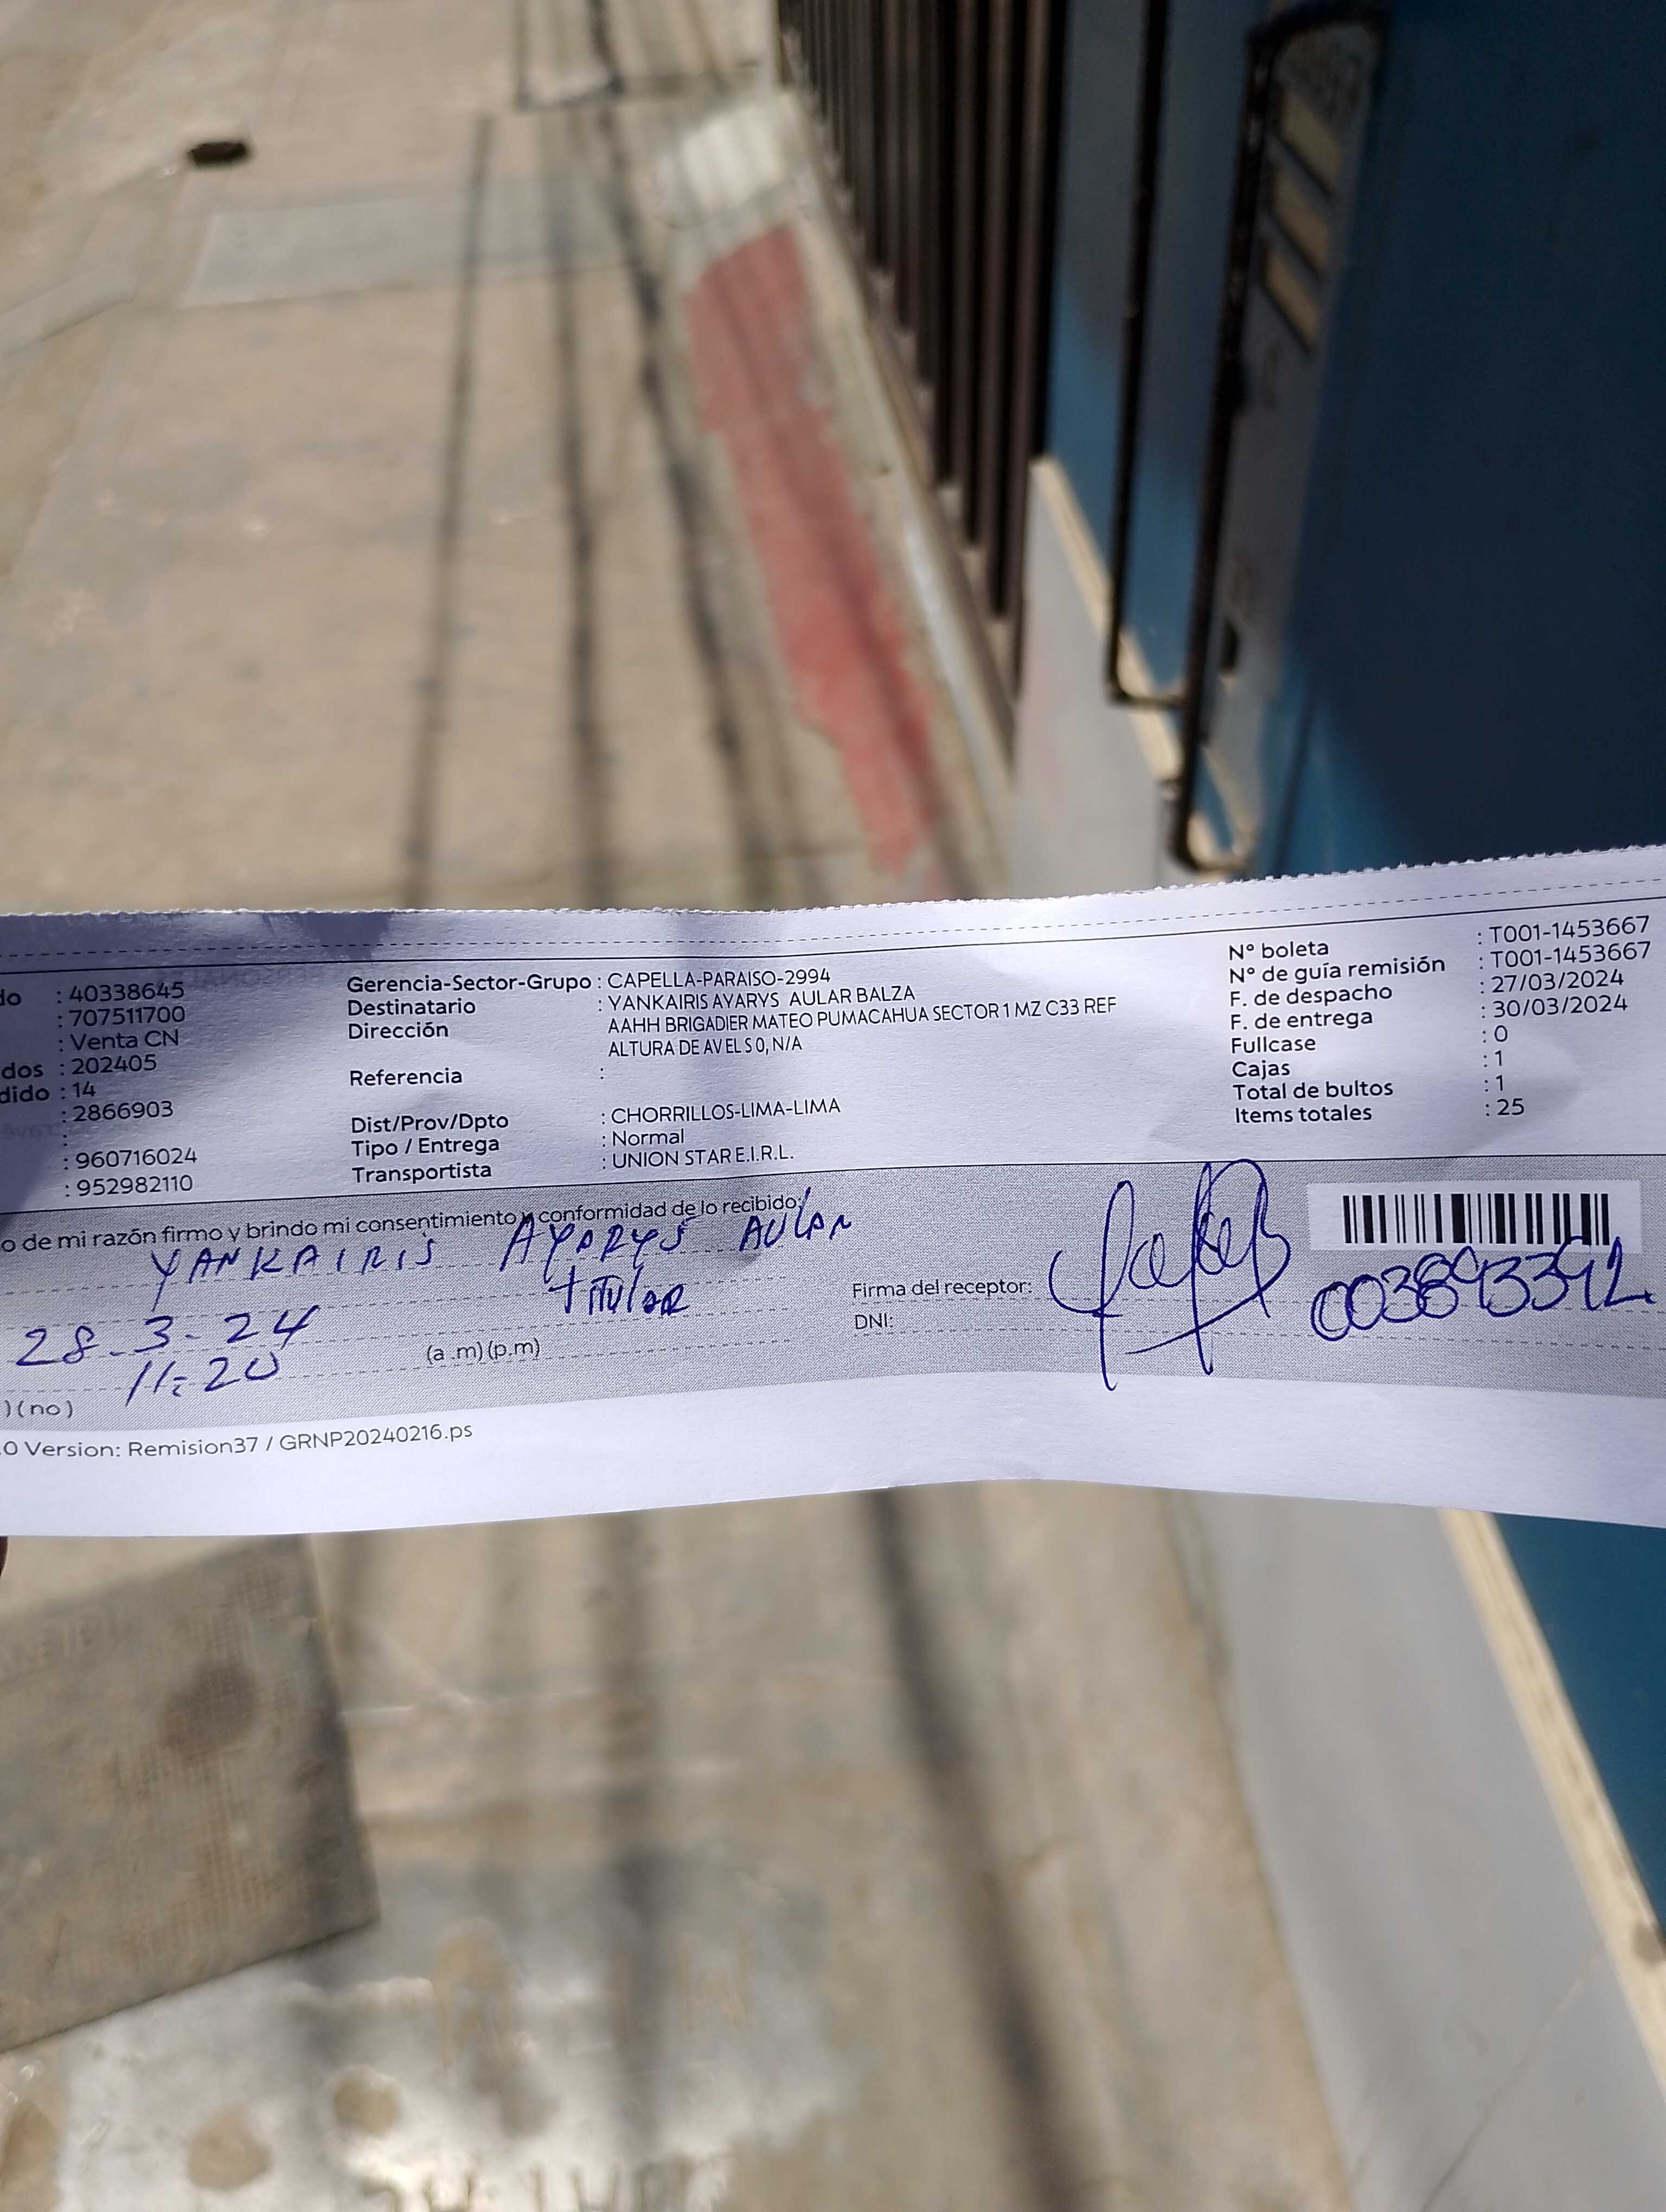 do : 40338645
: 707511700
: Venta CN
dos : 202405
dido : 14
: 2866903
:
: 960716024
: 952982110
Gerencia-Sector-Grupo : CAPELLA-PARAISO-2994
Destinatario : YANKAIRIS AYARYS AULAR BALZA
Dirección AAHH BRIGADIER MATEO PUMACAHUA SECTOR 1 MZ C33 REF
ALTURA DE AV EL S 0, N/A
Referencia :
Dist/Prov/Dpto : CHORRILLOS-LIMA-LIMA
Tipo / Entrega : Normal
Transportista : UNION STAR E.I.R.L.
N° boleta : T001-1453667
N° de guía remisión : T001-1453667
F. de despacho : 27/03/2024
F. de entrega : 30/03/2024
Fullcase : 0
Cajas : 1
Total de bultos : 1
Items totales : 25
o de mi razón firmo y brindo mi consentimiento y conformidad de lo recibido:
YANKAIRIS AYARYS AULAR
titular
28-3-24
11:20
(a .m) (p.m)
Firma del receptor:
DNI:
) (no)
.0 Version: Remision37 / GRNP20240216.ps